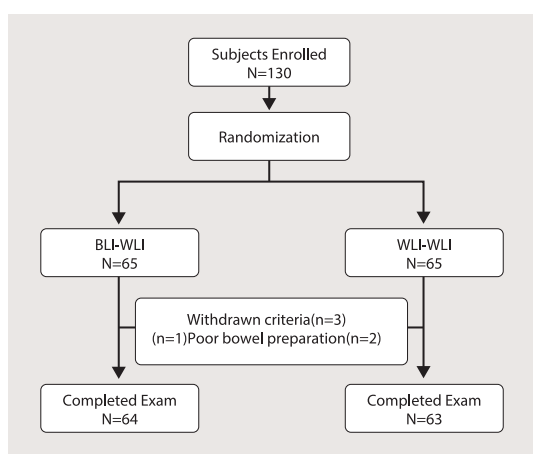 Subjects Enrolled
N=130
Randomization
BLI-WLI
N=65
WLI-WLI
N=65
Withdrawn criteria(n=3)
(n=1)Poor bowel preparation(n=2)
Completed Exam
N=64
Completed Exam
N=63